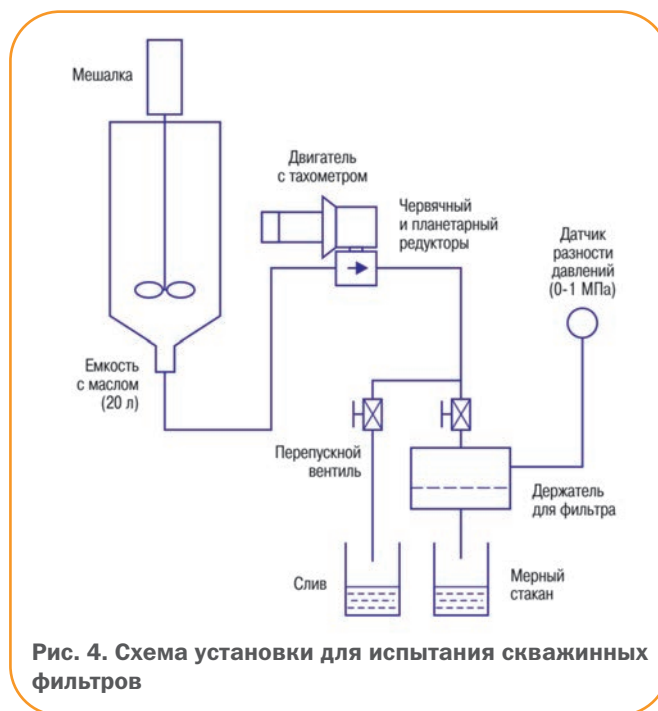 Мешалка
Двигатель
с тахометром
Червячный
и планетарный
редукторы
Датчик
разности
давлений
(0-1 МПа)
Емкость
с маслом
(20 л)
Перепускной
вентиль
Держатель
для фильтра
Слив
Мерный
стакан
Рис. 4. Схема установки для испытания скважинных
фильтров